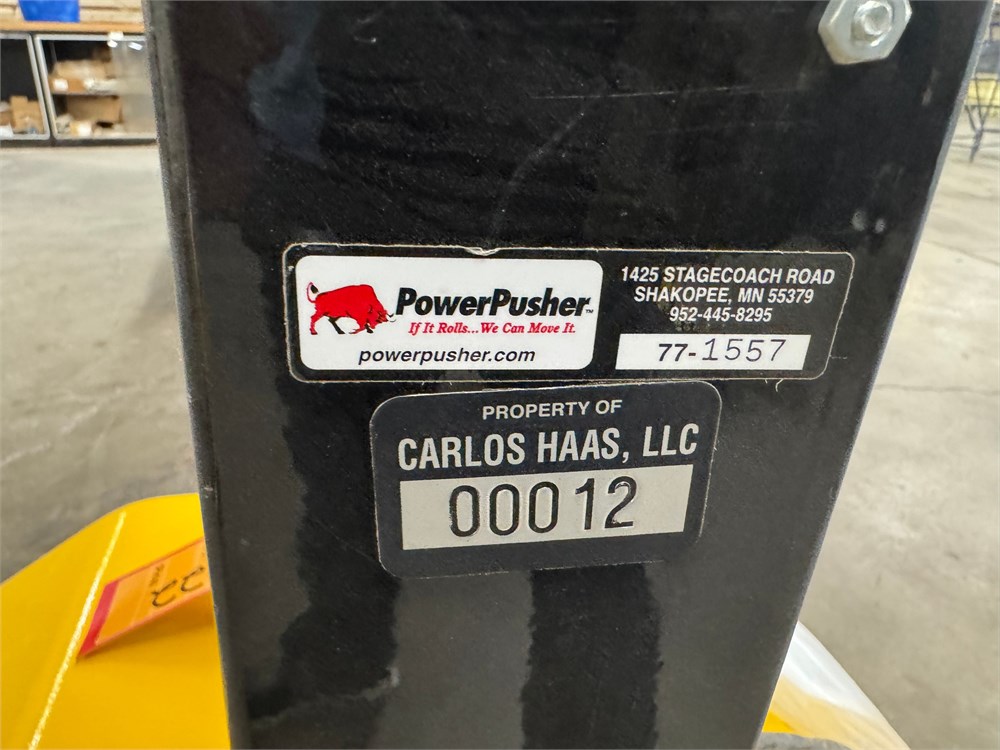 PowerPusher™
If It Rolls...We Can Move It.
powerpusher.com
1425 STAGECOACH ROAD
SHAKOPEE, MN 55379
952-445-8295
77-1557
PROPERTY OF
CARLOS HAAS, LLC
00012